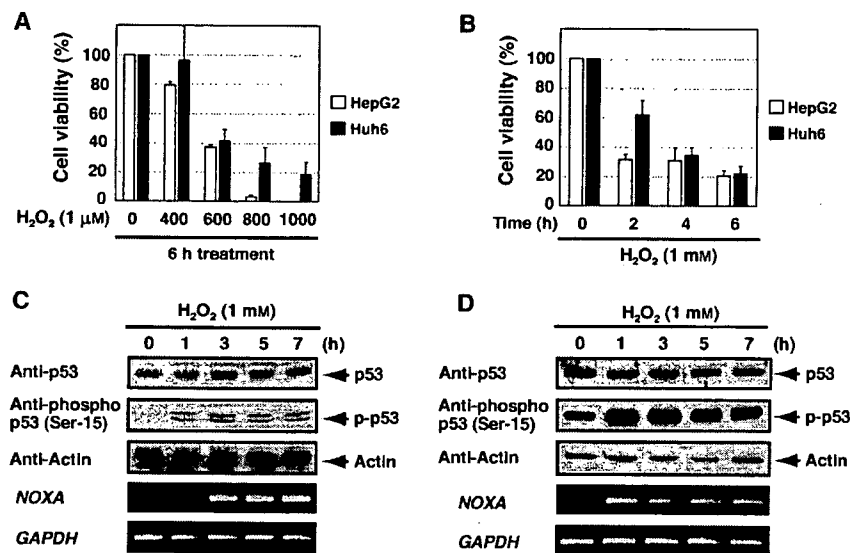 A
Cell viability (%)
100
80
60
40
20
0
HepG2
Huh6
H₂O₂ (1 μM)
0 400 600 800 1000
6 h treatment
B
Cell viability (%)
100
80
60
40
20
0
HepG2
Huh6
Time (h)
0 2 4 6
H₂O₂ (1 mM)
C
H₂O₂ (1 mM)
0 1 3 5 7 (h)
Anti-p53
p53
Anti-phospho
p53 (Ser-15)
p-p53
Anti-Actin
Actin
NOXA
GAPDH
D
H₂O₂ (1 mM)
0 1 3 5 7 (h)
Anti-p53
p53
Anti-phospho
p53 (Ser-15)
p-p53
Anti-Actin
Actin
NOXA
GAPDH